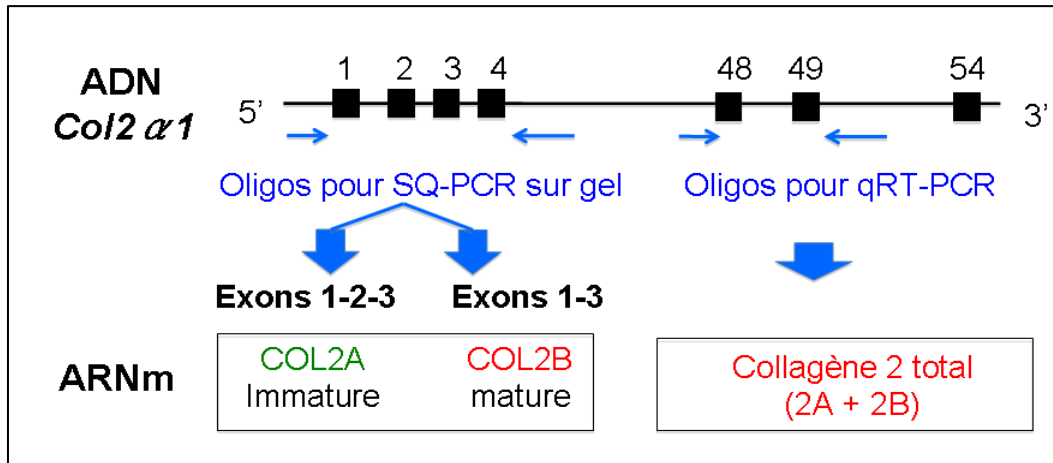 1 2 3 4 48 49 54
ADN
Col2 α1
5’ 3’
Oligos pour SQ-PCR sur gel
Oligos pour qRT-PCR
Exons 1-2-3 Exons 1-3
ARNm
COL2A
Immature
COL2B
mature
Collagène 2 total
(2A + 2B)